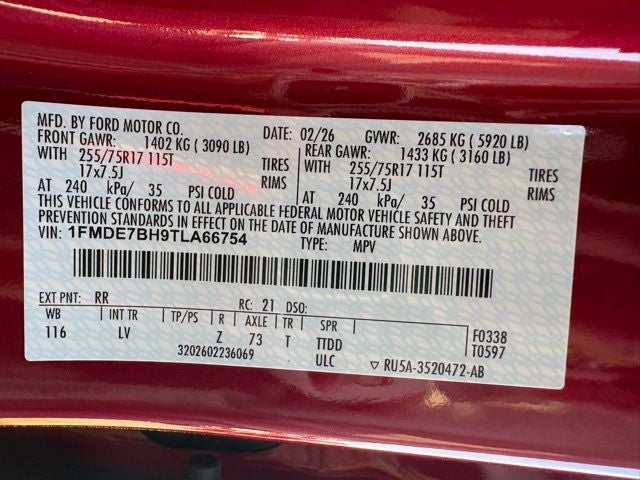 MFD. BY FORD MOTOR CO. DATE: 02/26 GVWR: 2685 KG ( 5920 LB)
FRONT GAWR: 1402 KG ( 3090 LB) REAR GAWR: 1433 KG ( 3160 LB)
WITH 255/75R17 115T TIRES WITH 255/75R17 115T TIRES
17x7.5J RIMS 17x7.5J RIMS
AT 240 kPa/ 35 PSI COLD AT 240 kPa/ 35 PSI COLD
THIS VEHICLE CONFORMS TO ALL APPLICABLE FEDERAL MOTOR VEHICLE SAFETY AND THEFT
PREVENTION STANDARDS IN EFFECT ON THE DATE OF MANUFACTURE SHOWN ABOVE.
VIN: 1FMDE7BH9TLA66754 TYPE: MPV
EXT PNT: RR RC: 21 DSO:
WB INT TR TP/PS R AXLE TR SPR F0338
116 LV Z 73 T TTDD T0597
3202602236069 ULC ▽ RU5A-3520472-AB